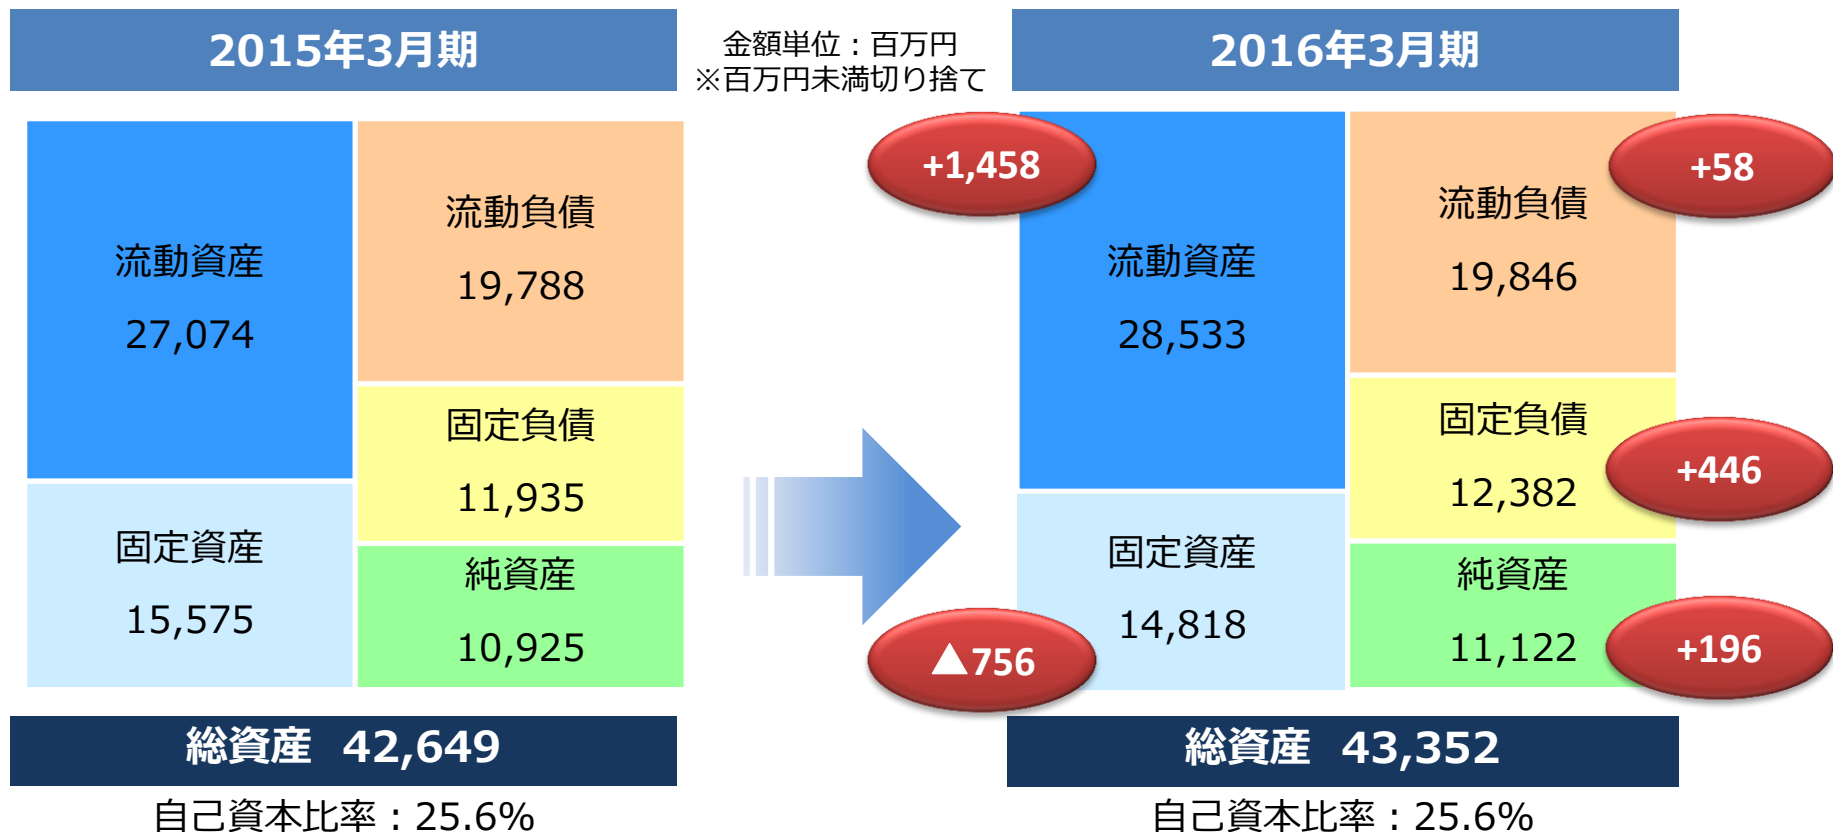 2015年3月期
金額単位：百万円
※百万円未満切り捨て
2016年3月期
流動資産
27,074
固定資産
15,575
流動負債
19,788
固定負債
11,935
純資産
10,925
総資産 42,649
自己資本比率：25.6%
+1,458
流動資産
28,533
▲756
固定資産
14,818
流動負債
19,846
+58
固定負債
12,382
+446
純資産
11,122
+196
総資産 43,352
自己資本比率：25.6%